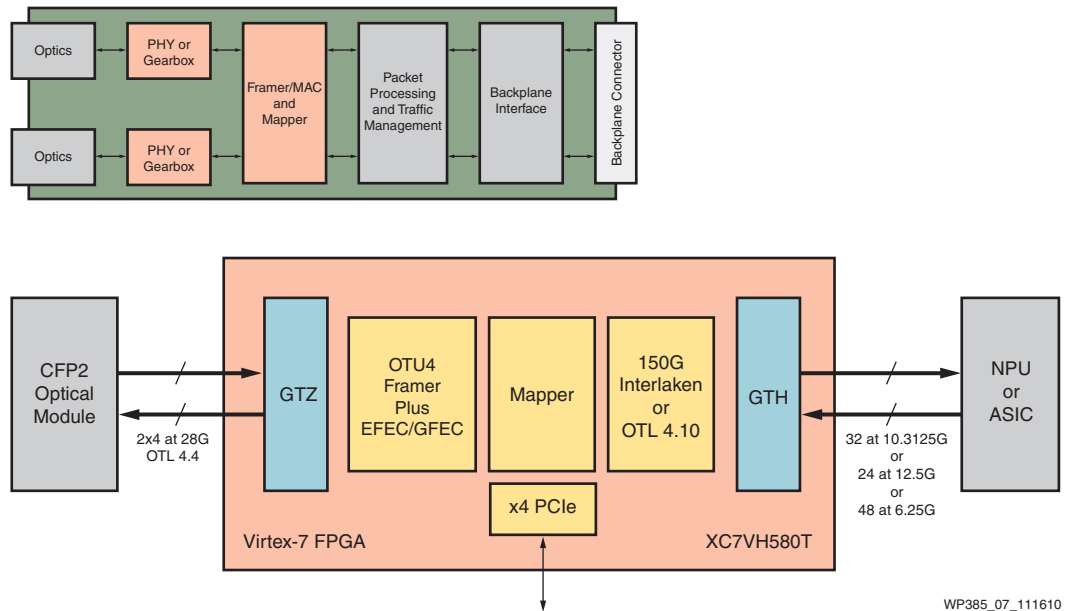 Optics
PHY or
Gearbox
Framer/MAC
and
Mapper
Packet
Processing
and Traffic
Management
Backplane
Interface
Backplane Connector
Optics
PHY or
Gearbox
CFP2
Optical
Module
2x4 at 28G
OTL 4.4
GTZ
OTU4
Framer
Plus
EFEC/GFEC
Mapper
150G
Interlaken
or
OTL 4.10
GTH
32 at 10.3125G
or
24 at 12.5G
or
48 at 6.25G
NPU
or
ASIC
x4 PCIe
Virtex-7 FPGA
XC7VH580T
WP385_07_111610